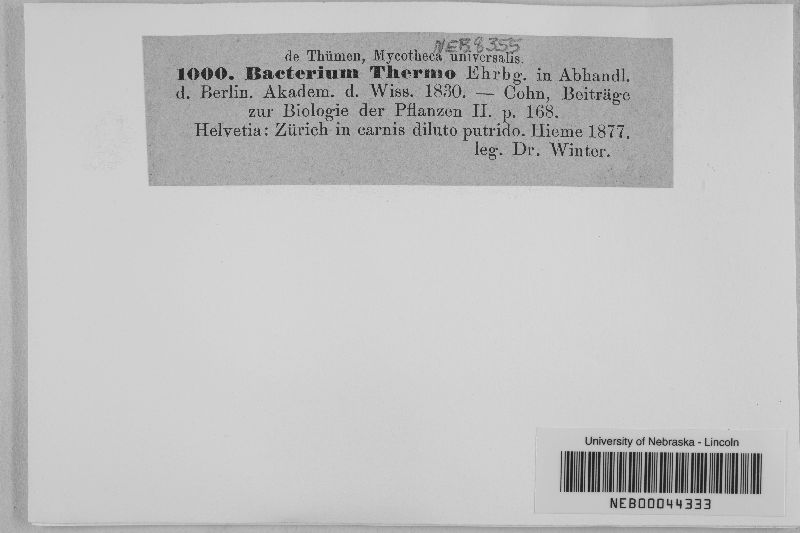 NEB8355
de Thümen, Mycotheca universalis.
1000. Bacterium Thermo Ehrbg. in Abhandl.
d. Berlin. Akadem. d. Wiss. 1830. — Cohn, Beiträge
zur Biologie der Pflanzen II. p. 168.
Helvetia: Zürich in carnis diluto putrido. Hieme 1877.
leg. Dr. Winter.
University of Nebraska - Lincoln
NEB00044333